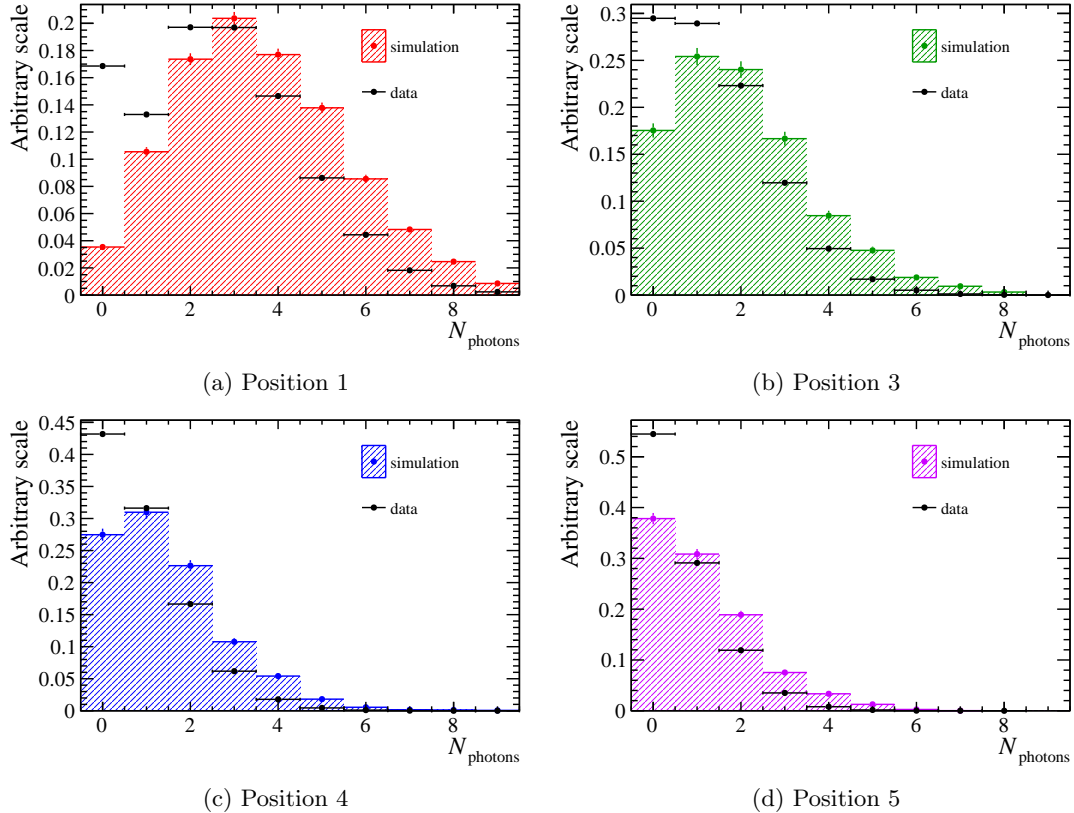 Arbitrary scale
0.2
0.18
0.16
0.14
0.12
0.1
0.08
0.06
0.04
0.02
0
simulation
data
0 2 4 6 8
N photons
(a) Position 1
Arbitrary scale
0.3
0.25
0.2
0.15
0.1
0.05
0
simulation
data
0 2 4 6 8
N photons
(b) Position 3
Arbitrary scale
0.45
0.4
0.35
0.3
0.25
0.2
0.15
0.1
0.05
0
simulation
data
0 2 4 6 8
N photons
(c) Position 4
Arbitrary scale
0.5
0.4
0.3
0.2
0.1
0
simulation
data
0 2 4 6 8
N photons
(d) Position 5